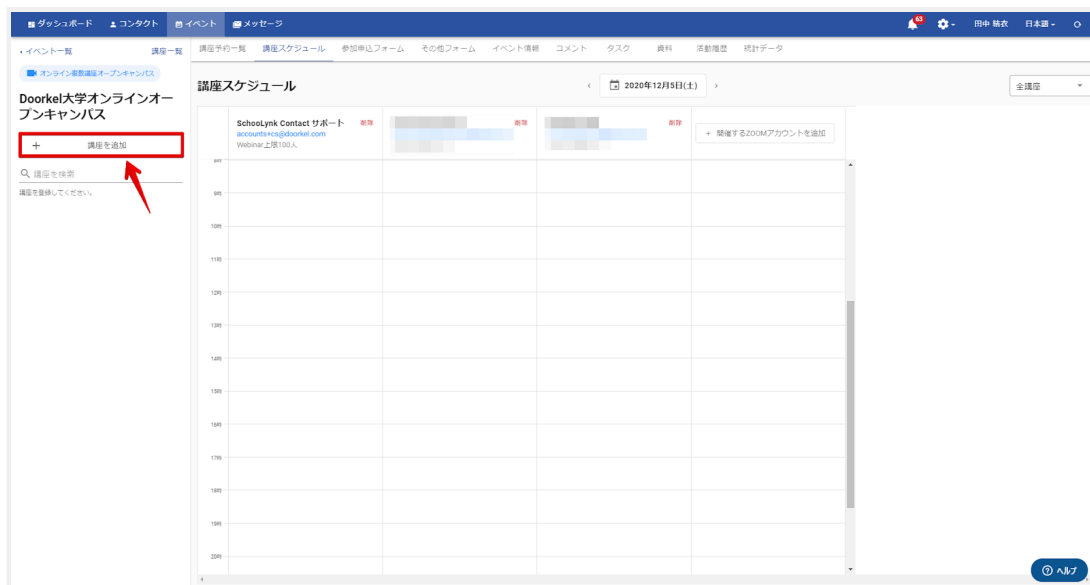 ダッシュボード コンタクト イベント メッセージ 63 田中 結衣 日本語
イベント一覧 講座一覧
講座予約一覧 講座スケジュール 参加申込フォーム その他フォーム イベント情報 コメント タスク 資料 活動履歴 統計データ
オンライン複数講座オープンキャンパス
Doorkel大学オンラインオー
プンキャンパス
+ 講座を追加
講座を検索
講座を登録してください。
講座スケジュール
2020年12月5日(土)
全講座
SchooLynk Contact サポート 削除
accounts+cs@doorkel.com
Webinar上限100人
削除
削除
+ 開催するZOOMアカウントを追加
8時
9時
10時
11時
12時
13時
14時
15時
16時
17時
18時
19時
20時
ヘルプ